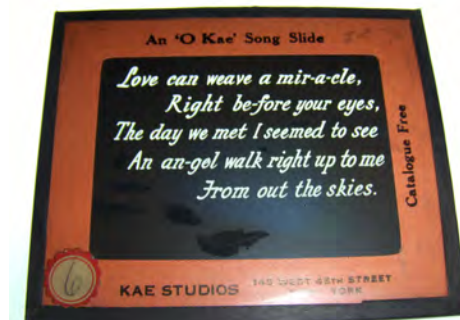 An 'O Kae' Song Slide
Love can weave a mir-a-cle,
Right be-fore your eyes,
The day we met I seemed to see
An an-gel walk right up to me
From out the skies.
Catalogue Free
6
KAE STUDIOS
WEST 45TH STREET
YORK